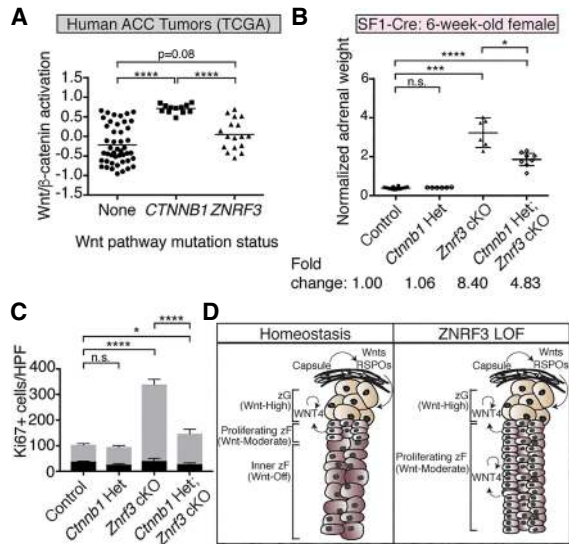 A
Human ACC Tumors (TCGA)
p=0.08
****
****
Wnt/β-catenin activation
1.5
1.0
0.5
0.0
-0.5
-1.0
-1.5
None
CTNNB1
ZNRF3
Wnt pathway mutation status
B
SF1-Cre: 6-week-old female
*
****
***
n.s.
Normalized adrenal weight
6
4
2
0
Control
Ctnnb1 Het
Znrf3 cKO
Ctnnb1 Het;
Znrf3 cKO
Fold
change: 1.00 1.06 8.40 4.83
C
****
*
****
n.s.
Ki67+ cells/HPF
400
300
200
100
0
Control
Ctnnb1 Het
Znrf3 cKO
Ctnnb1 Het;
Znrf3 cKO
D
Homeostasis
Wnts
Capsule RSPOs
zG
(Wnt-High)
WNT4
Proliferating zF
(Wnt-Moderate)
Inner zF
(Wnt-Off)
ZNRF3 LOF
Wnts
Capsule RSPOs
zG
(Wnt-High)
WNT4
Proliferating zF
(Wnt-Moderate)
WNT4